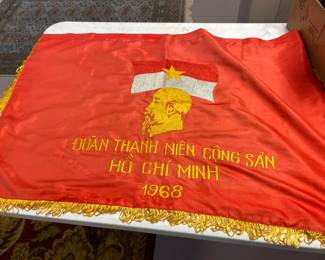 ĐOÀN THANH NIÊN CỘNG SẢN
HỒ CHÍ MINH
1968